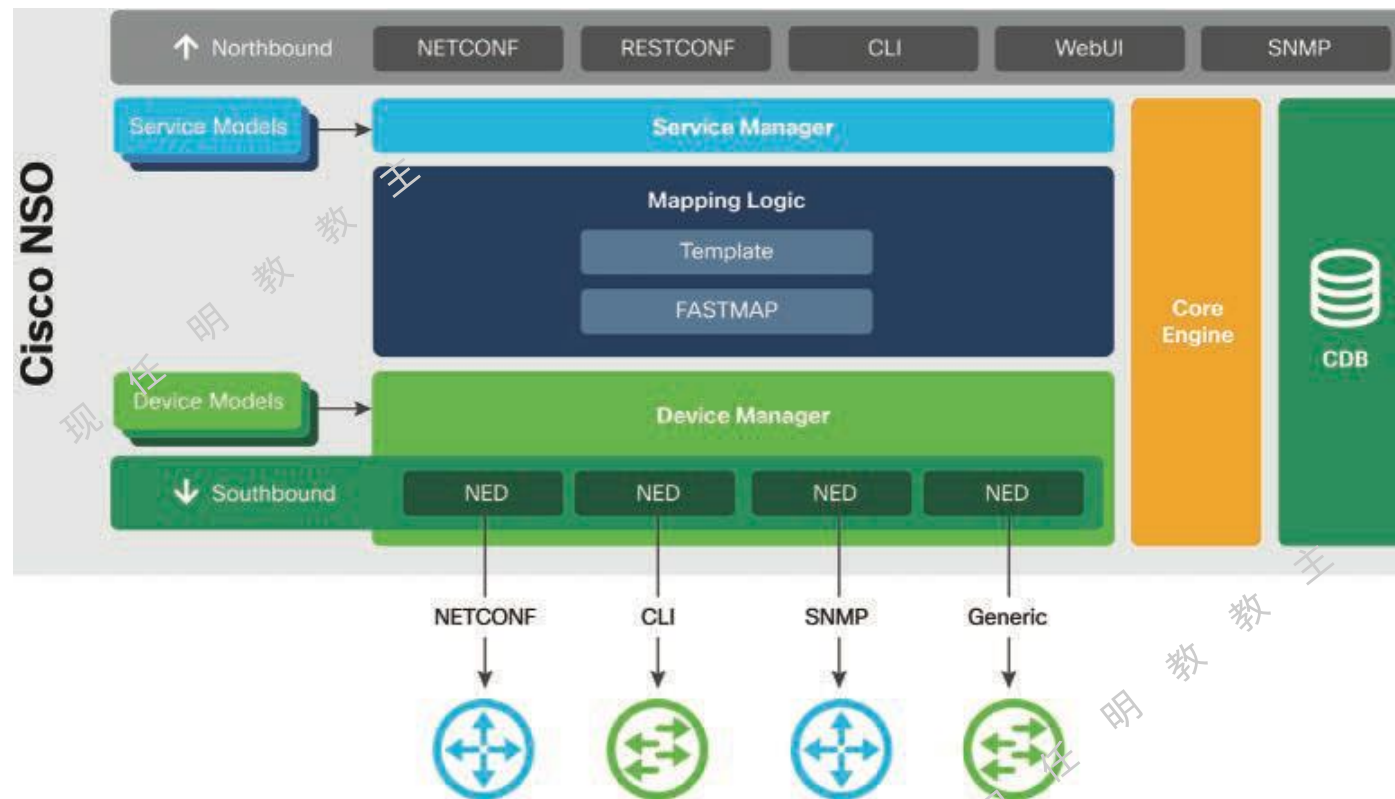 Northbound
NETCONF
RESTCONF
CLI
WebUI
SNMP
Service Models
Service Manager
Cisco NSO
Mapping Logic
Template
FASTMAP
Core
Engine
CDB
Device Models
Device Manager
Southbound
NED
NED
NED
NED
NETCONF
CLI
SNMP
Generic
现任明教教主
现任明教教主